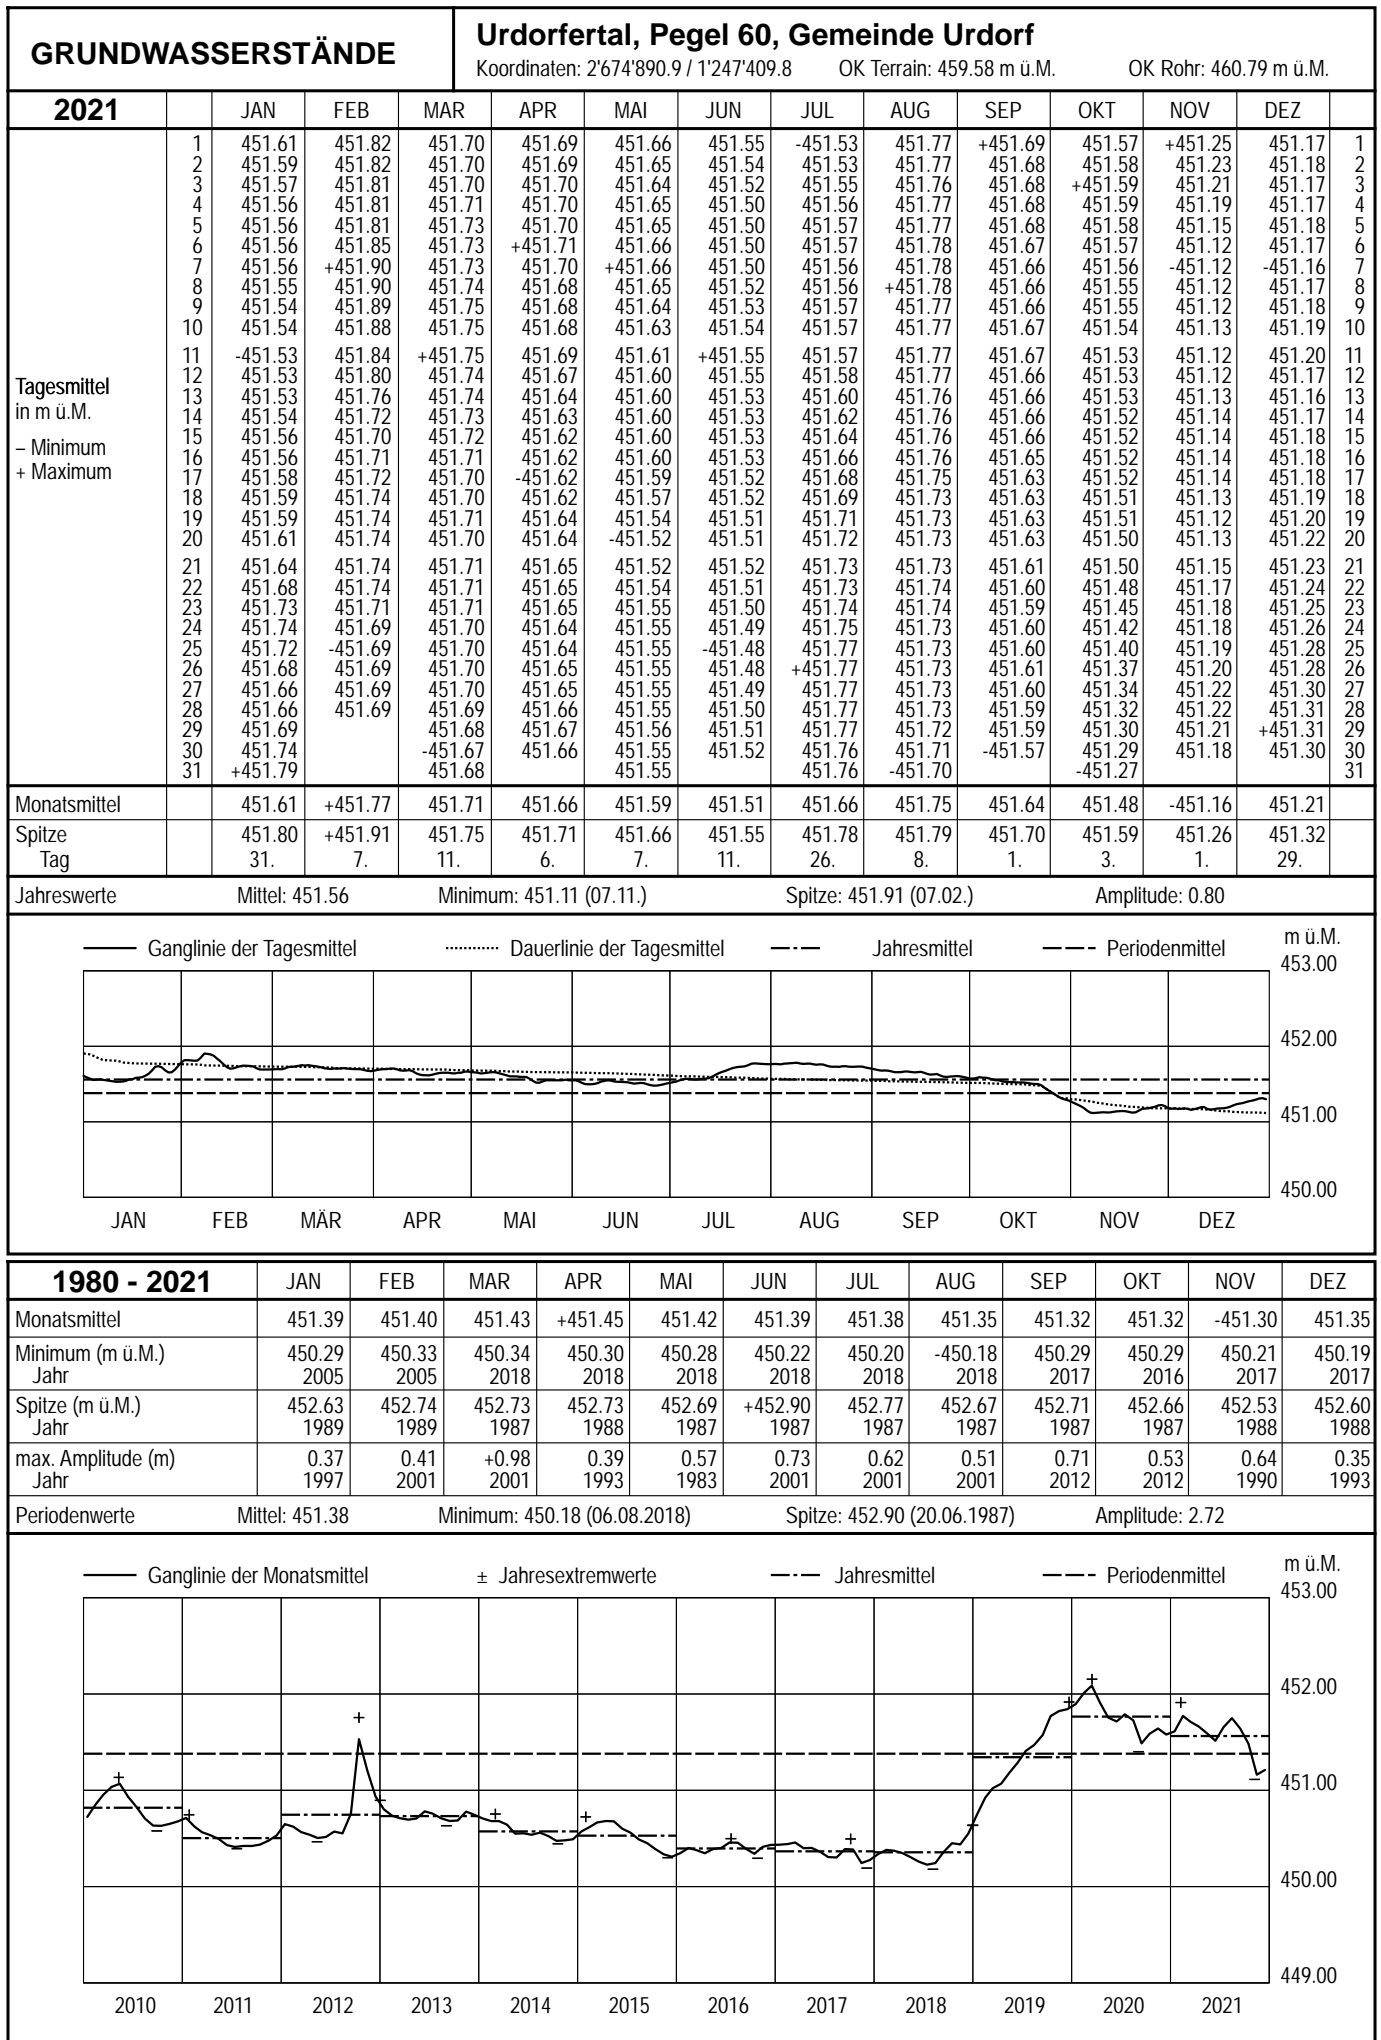 GRUNDWASSERSTÄNDE
Urdorfertal, Pegel 60, Gemeinde Urdorf
Koordinaten: 2'674'890.9 / 1'247'409.8 OK Terrain: 459.58 m ü.M. OK Rohr: 460.79 m ü.M.
2021 JAN FEB MAR APR MAI JUN JUL AUG SEP OKT NOV DEZ
1 451.61 451.82 451.70 451.69 451.66 451.55 -451.53 451.77 +451.69 451.57 +451.25 451.17 1
2 451.59 451.82 451.70 451.69 451.65 451.54 451.53 451.77 451.68 451.58 451.23 451.18 2
3 451.57 451.81 451.70 451.70 451.64 451.52 451.55 451.76 451.68 +451.59 451.21 451.17 3
4 451.56 451.81 451.71 451.70 451.65 451.50 451.56 451.77 451.68 451.59 451.19 451.17 4
5 451.56 451.81 451.73 451.70 451.65 451.50 451.57 451.77 451.68 451.58 451.15 451.18 5
6 451.56 451.85 451.73 +451.71 451.66 451.50 451.57 451.78 451.67 451.57 451.12 451.17 6
7 451.56 +451.90 451.73 451.70 +451.66 451.50 451.56 451.78 451.66 451.56 -451.12 -451.16 7
8 451.55 451.90 451.74 451.68 451.65 451.52 451.56 +451.78 451.66 451.55 451.12 451.17 8
9 451.54 451.89 451.75 451.68 451.64 451.53 451.57 451.77 451.66 451.55 451.12 451.18 9
10 451.54 451.88 451.75 451.68 451.63 451.54 451.57 451.77 451.67 451.54 451.13 451.19 10
11 -451.53 451.84 +451.75 451.69 451.61 +451.55 451.57 451.77 451.67 451.53 451.12 451.20 11
12 451.53 451.80 451.74 451.67 451.60 451.55 451.58 451.77 451.66 451.53 451.12 451.17 12
Tagesmittel
13 451.53 451.76 451.74 451.64 451.60 451.53 451.60 451.76 451.66 451.53 451.13 451.16 13
in m ü.M.
14 451.54 451.72 451.73 451.63 451.60 451.53 451.62 451.76 451.66 451.52 451.14 451.17 14
15 451.56 451.70 451.72 451.62 451.60 451.53 451.64 451.76 451.66 451.52 451.14 451.18 15
– Minimum
16 451.56 451.71 451.71 451.62 451.60 451.53 451.66 451.76 451.65 451.52 451.14 451.18 16
+ Maximum
17 451.58 451.72 451.70 -451.62 451.59 451.52 451.68 451.75 451.63 451.52 451.14 451.18 17
18 451.59 451.74 451.70 451.62 451.57 451.52 451.69 451.73 451.63 451.51 451.13 451.19 18
19 451.59 451.74 451.71 451.64 451.54 451.51 451.71 451.73 451.63 451.51 451.12 451.20 19
20 451.61 451.74 451.70 451.64 -451.52 451.51 451.72 451.73 451.63 451.50 451.13 451.22 20
21 451.64 451.74 451.71 451.65 451.52 451.52 451.73 451.73 451.61 451.50 451.15 451.23 21
22 451.68 451.74 451.71 451.65 451.54 451.51 451.73 451.74 451.60 451.48 451.17 451.24 22
23 451.73 451.71 451.71 451.65 451.55 451.50 451.74 451.74 451.59 451.45 451.18 451.25 23
24 451.74 451.69 451.70 451.64 451.55 451.49 451.75 451.73 451.60 451.42 451.18 451.26 24
25 451.72 -451.69 451.70 451.64 451.55 -451.48 451.77 451.73 451.60 451.40 451.19 451.28 25
26 451.68 451.69 451.70 451.65 451.55 451.48 +451.77 451.73 451.61 451.37 451.20 451.28 26
27 451.66 451.69 451.70 451.65 451.55 451.49 451.77 451.73 451.60 451.34 451.22 451.30 27
28 451.66 451.69 451.69 451.66 451.55 451.50 451.77 451.73 451.59 451.32 451.22 451.31 28
29 451.69 451.68 451.67 451.56 451.51 451.77 451.72 451.59 451.30 451.21 +451.31 29
30 451.74 -451.67 451.66 451.55 451.52 451.76 451.71 -451.57 451.29 451.18 451.30 30
31 +451.79 451.68 451.55 451.76 -451.70 -451.27 31
Monatsmittel 451.61 +451.77 451.71 451.66 451.59 451.51 451.66 451.75 451.64 451.48 -451.16 451.21
Spitze 451.80 +451.91 451.75 451.71 451.66 451.55 451.78 451.79 451.70 451.59 451.26 451.32
Tag 31. 7. 11. 6. 7. 11. 26. 8. 1. 3. 1. 29.
Jahreswerte Mittel: 451.56 Minimum: 451.11 (07.11.) Spitze: 451.91 (07.02.) Amplitude: 0.80
Ganglinie der Tagesmittel Dauerlinie der Tagesmittel Jahresmittel Periodenmittel
m ü.M.
453.00
452.00
451.00
450.00
JAN FEB MÄR APR MAI JUN JUL AUG SEP OKT NOV DEZ
1980 - 2021 JAN FEB MAR APR MAI JUN JUL AUG SEP OKT NOV DEZ
Monatsmittel 451.39 451.40 451.43 +451.45 451.42 451.39 451.38 451.35 451.32 451.32 -451.30 451.35
Minimum (m ü.M.) 450.29 450.33 450.34 450.30 450.28 450.22 450.20 -450.18 450.29 450.29 450.21 450.19
Jahr 2005 2005 2018 2018 2018 2018 2018 2018 2017 2016 2017 2017
Spitze (m ü.M.) 452.63 452.74 452.73 452.73 452.69 +452.90 452.77 452.67 452.71 452.66 452.53 452.60
Jahr 1989 1989 1987 1988 1987 1987 1987 1987 1987 1987 1988 1988
max. Amplitude (m) 0.37 0.41 +0.98 0.39 0.57 0.73 0.62 0.51 0.71 0.53 0.64 0.35
Jahr 1997 2001 2001 1993 1983 2001 2001 2001 2012 2012 1990 1993
Periodenwerte Mittel: 451.38 Minimum: 450.18 (06.08.2018) Spitze: 452.90 (20.06.1987) Amplitude: 2.72
Ganglinie der Monatsmittel ± Jahresextremwerte Jahresmittel Periodenmittel
m ü.M.
453.00
452.00
451.00
450.00
449.00
2010 2011 2012 2013 2014 2015 2016 2017 2018 2019 2020 2021